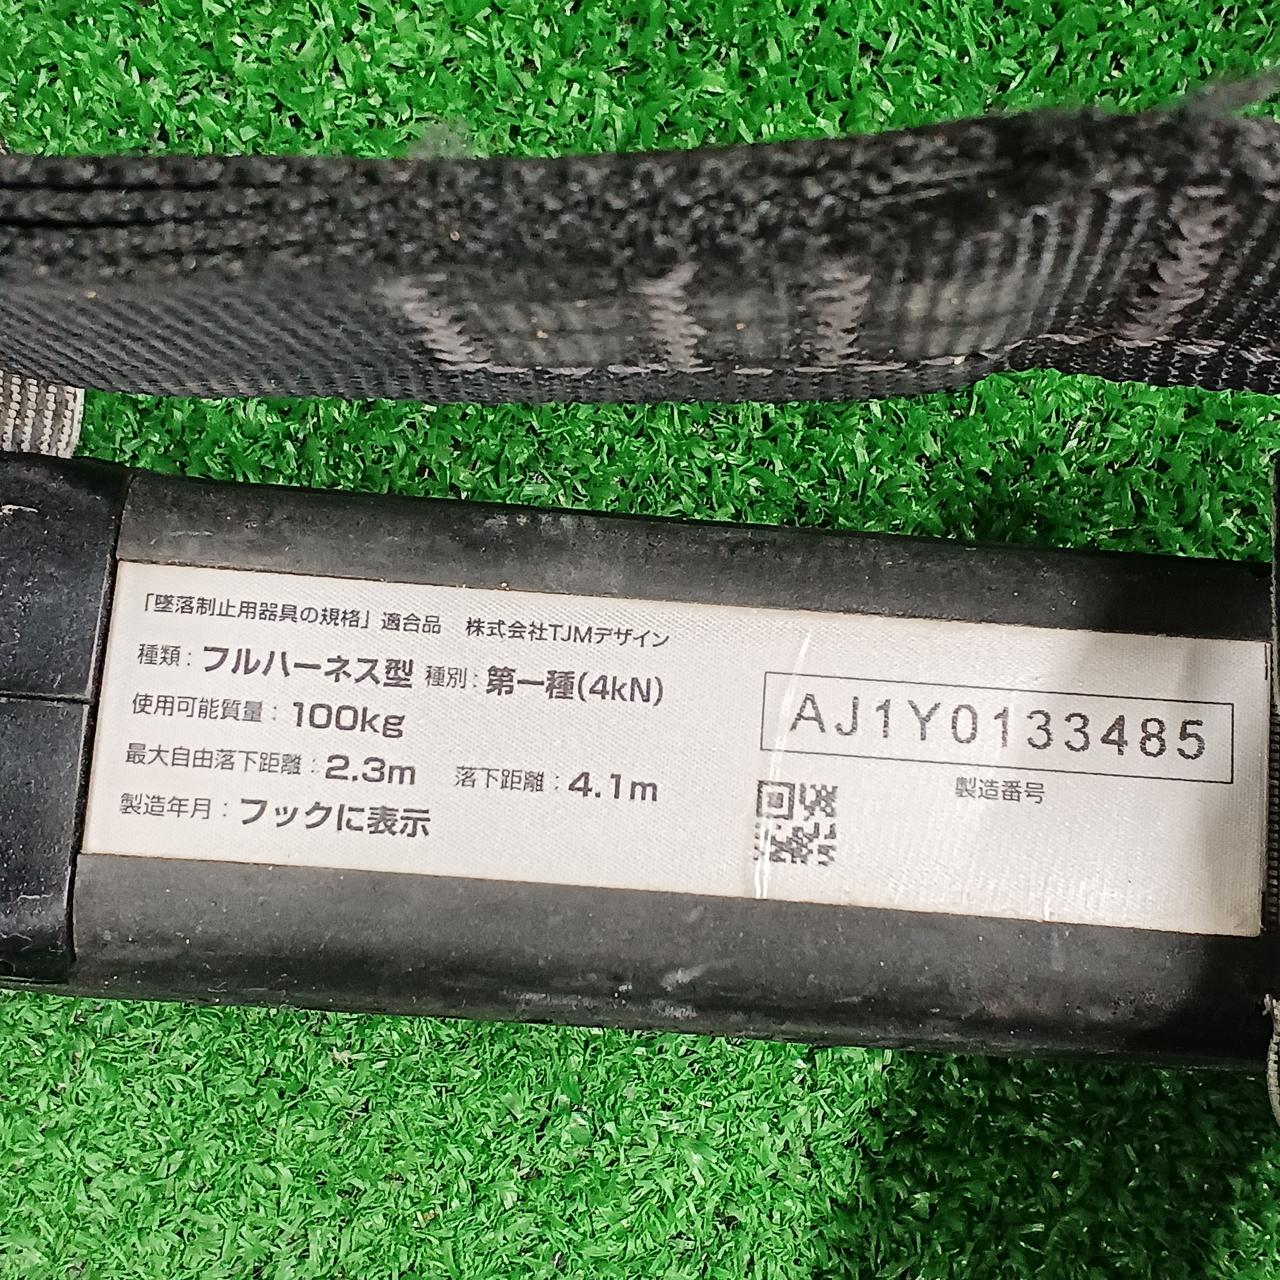 「墜落制止用器具の規格」適合品 株式会社TJMデザイン
種類：フルハーネス型 種別：第一種(4kN)
使用可能質量：100kg
最大自由落下距離：2.3m 落下距離：4.1m
製造年月：フックに表示
AJ1Y0133485
製造番号